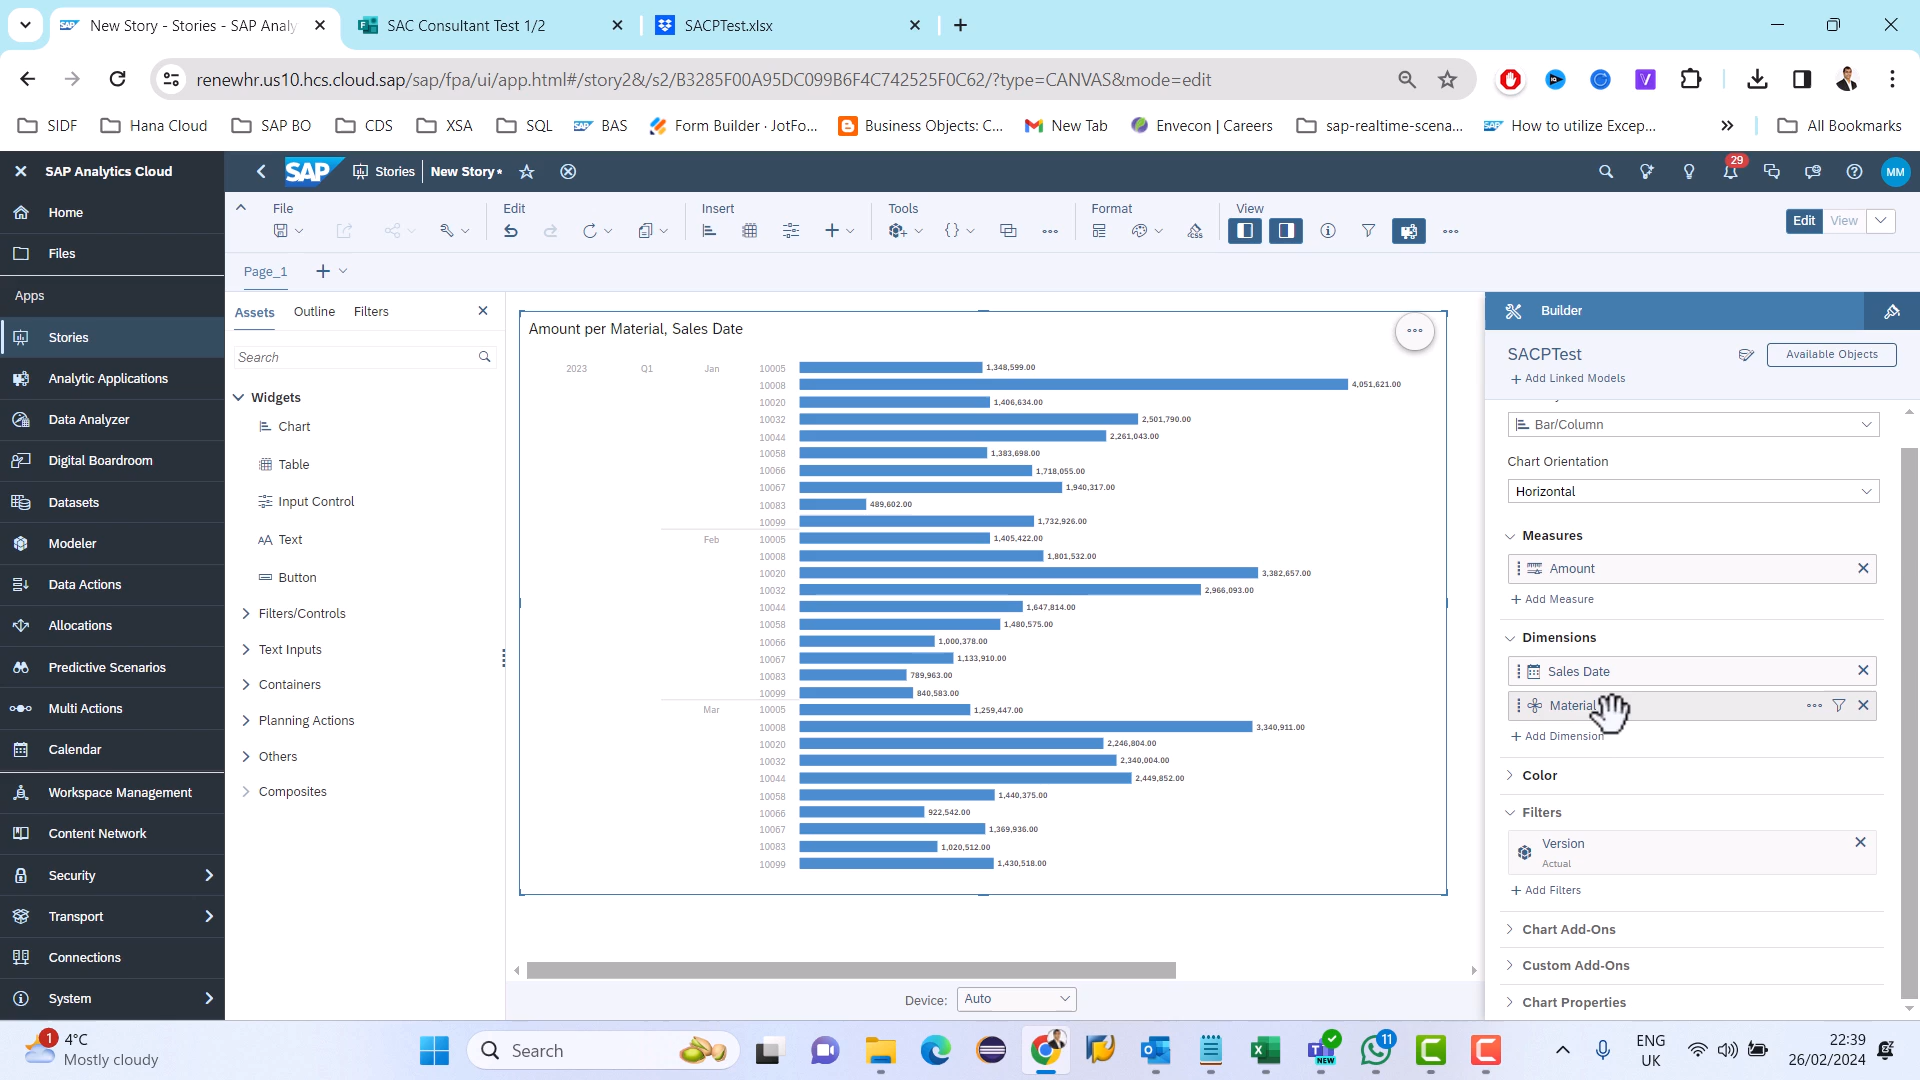 New Story - Stories - SAP Analy
SAC Consultant Test 1/2
SACPTest.xlsx
renewhr.us10.hcs.cloud.sap/sap/fpa/ui/app.html#/story2&/s2/B3285F00A95DC099B6F4C742525F0C62/?type=CANVAS&mode=edit
SIDF
Hana Cloud
SAP BO
CDS
XSA
SQL
BAS
Form Builder · JotFo...
Business Objects: C...
New Tab
Envecon | Careers
sap-realtime-scena...
How to utilize Excep...
All Bookmarks
SAP Analytics Cloud
SAP
Stories
New Story*
29
MM
Home
Files
Apps
Stories
Analytic Applications
Data Analyzer
Digital Boardroom
Datasets
Modeler
Data Actions
Allocations
Predictive Scenarios
Multi Actions
Calendar
Workspace Management
Content Network
Security
Transport
Connections
System
File
Edit
Insert
Tools
Format
View
Edit
View
Page_1
Assets
Outline
Filters
Search
Widgets
Chart
Table
Input Control
Text
Button
Filters/Controls
Text Inputs
Containers
Planning Actions
Others
Composites
Amount per Material, Sales Date
2023 Q1 Jan 10005 1,348,599.00
10008 4,051,621.00
10020 1,406,634.00
10032 2,501,790.00
10044 2,261,043.00
10058 1,383,698.00
10066 1,718,055.00
10067 1,940,317.00
10083 489,602.00
10099 1,732,926.00
Feb 10005 1,405,422.00
10008 1,801,532.00
10020 3,382,657.00
10032 2,966,093.00
10044 1,647,814.00
10058 1,480,575.00
10066 1,000,378.00
10067 1,133,910.00
10083 789,963.00
10099 840,583.00
Mar 10005 1,259,447.00
10008 3,340,911.00
10020 2,246,804.00
10032 2,340,004.00
10044 2,449,852.00
10058 1,440,375.00
10066 922,542.00
10067 1,369,936.00
10083 1,020,512.00
10099 1,430,518.00
Device: Auto
Builder
SACPTest
Available Objects
+ Add Linked Models
Bar/Column
Chart Orientation
Horizontal
Measures
Amount
+ Add Measure
Dimensions
Sales Date
Material
+ Add Dimension
Color
Filters
Version
Actual
+ Add Filters
Chart Add-Ons
Custom Add-Ons
Chart Properties
1
4°C
Mostly cloudy
Search
NEW
11
ENG
UK
22:39
26/02/2024